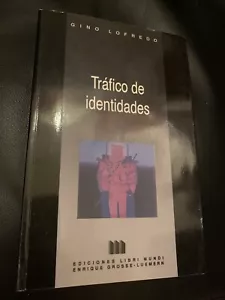 GINO LOFREDO
Tráfico de
identidades
EDICIONES LIBRI MUNDI
ENRIQUE GROSSE-LUEMERN